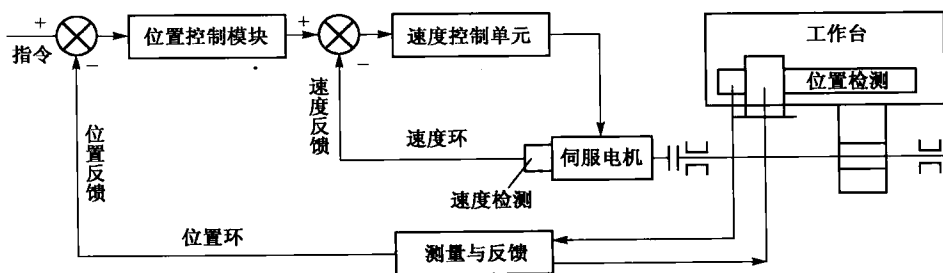 +
指令
−
位置控制模块
+
−
速度控制单元
工作台
位置检测
速度反馈
位置反馈
速度环
伺服电机
速度检测
位置环
测量与反馈